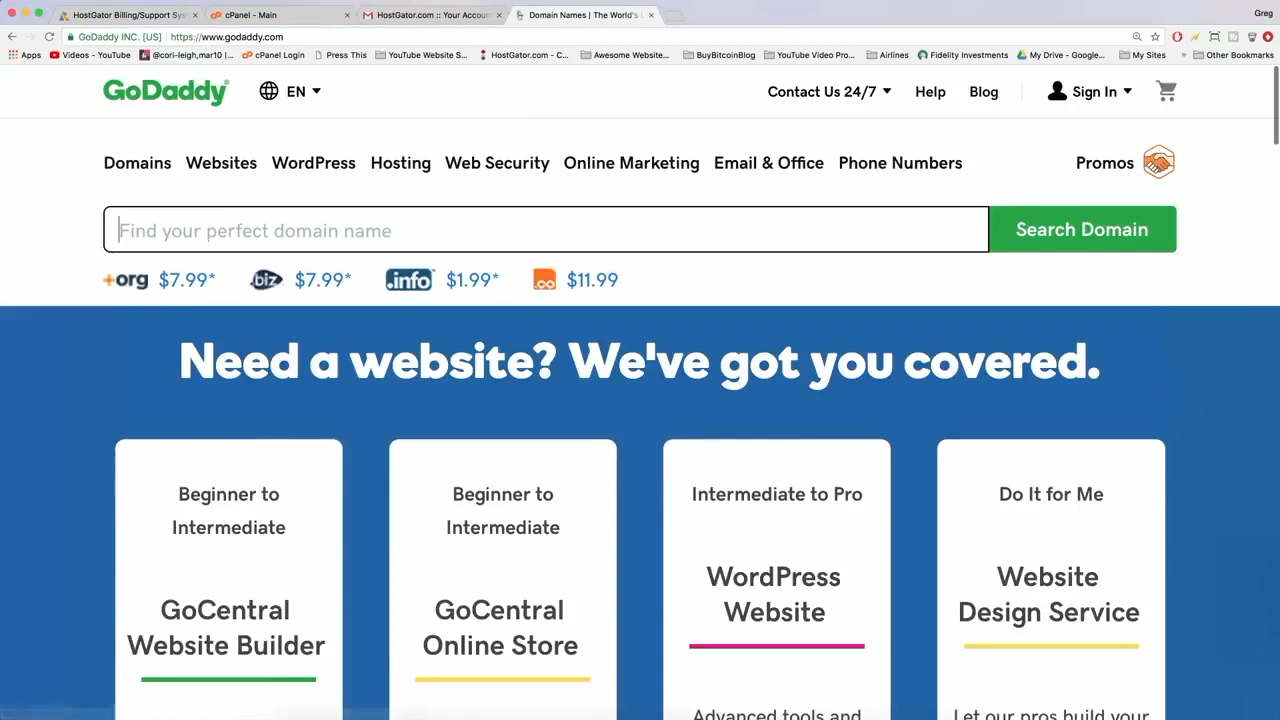 HostGator Billing/Support Sys
cPanel - Main
HostGator.com :: Your Accoun
Domain Names | The World's L
Greg
GoDaddy INC. [US]
https://www.godaddy.com
Apps
Videos - YouTube
@cori-leigh,mar10 |...
cPanel Login
Press This
YouTube Website S...
HostGator.com - C...
Awesome Website...
BuyBitcoinBlog
YouTube Video Pro...
Airlines
Fidelity Investments
My Drive - Google...
My Sites
»
Other Bookmarks
GoDaddy
EN
Contact Us 24/7
Help
Blog
Sign In
Domains
Websites
WordPress
Hosting
Web Security
Online Marketing
Email & Office
Phone Numbers
Promos
Find your perfect domain name
Search Domain
org $7.99*
.biz $7.99*
.info $1.99*
.co $11.99
Need a website? We've got you covered.
Beginner to
Intermediate
GoCentral
Website Builder
Beginner to
Intermediate
GoCentral
Online Store
Intermediate to Pro
WordPress
Website
Advanced tools and
Do It for Me
Website
Design Service
Let our pros build your